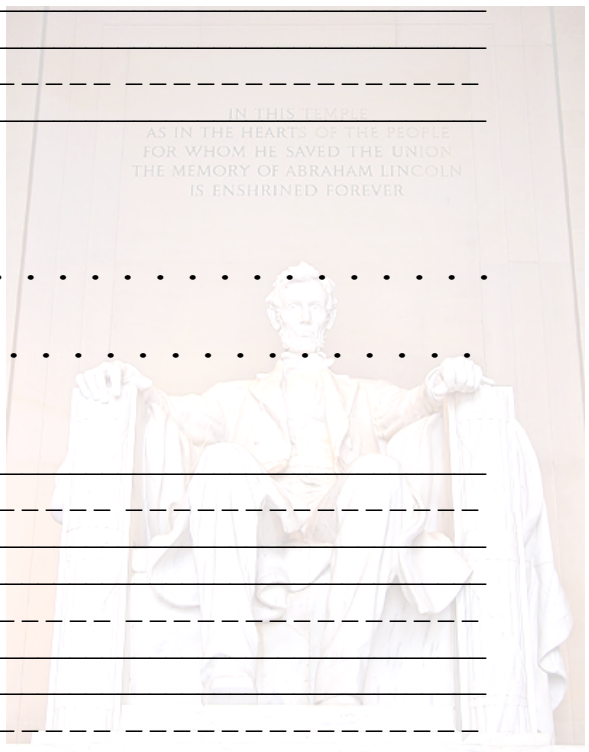 IN THIS TEMPLE
AS IN THE HEARTS OF THE PEOPLE
FOR WHOM HE SAVED THE UNION
THE MEMORY OF ABRAHAM LINCOLN
IS ENSHRINED FOREVER